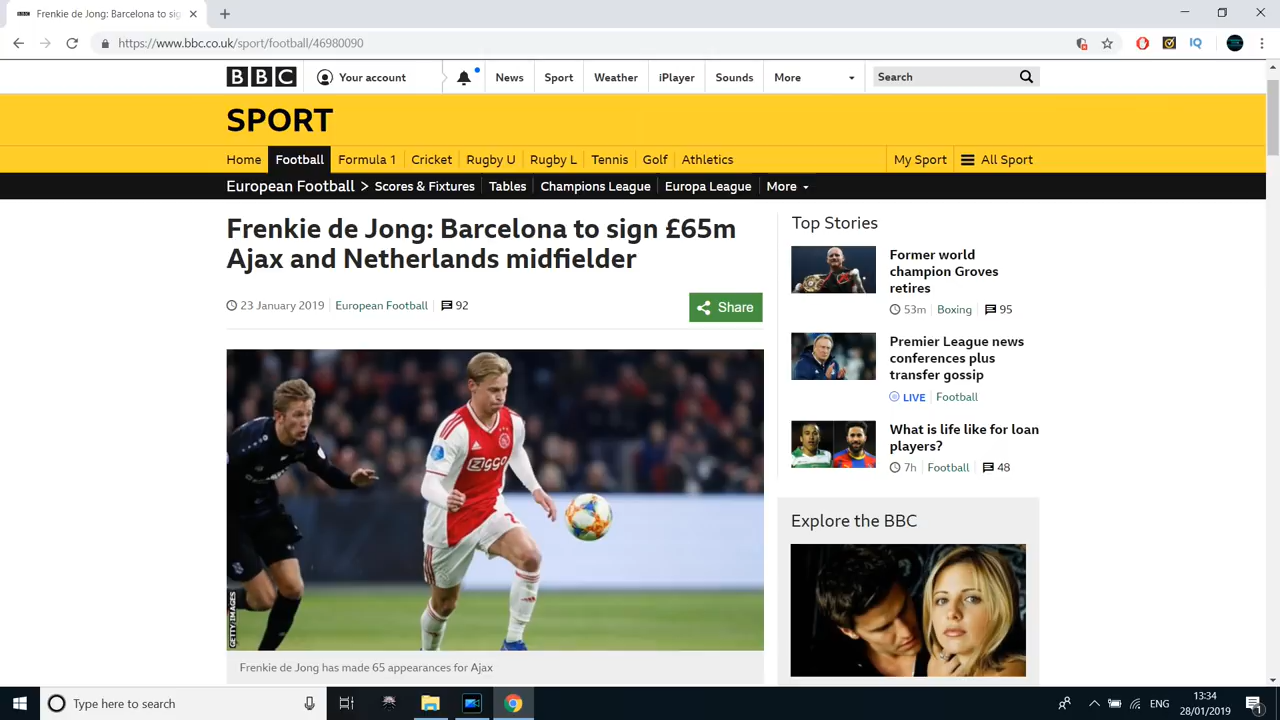 Frenkie de Jong: Barcelona to sig
https://www.bbc.co.uk/sport/football/46980090
IQ
BBC
Your account
News
Sport
Weather
iPlayer
Sounds
More
Search
SPORT
Home
Football
Formula 1
Cricket
Rugby U
Rugby L
Tennis
Golf
Athletics
My Sport
All Sport
European Football > Scores & Fixtures
Tables
Champions League
Europa League
More
Frenkie de Jong: Barcelona to sign £65m
Ajax and Netherlands midfielder
23 January 2019
European Football
92
Share
ZIGGO
GETTY IMAGES
Frenkie de Jong has made 65 appearances for Ajax
Top Stories
Former world
champion Groves
retires
53m
Boxing
95
Premier League news
conferences plus
transfer gossip
LIVE
Football
What is life like for loan
players?
7h
Football
48
Explore the BBC
Type here to search
ENG
13:34
28/01/2019
1